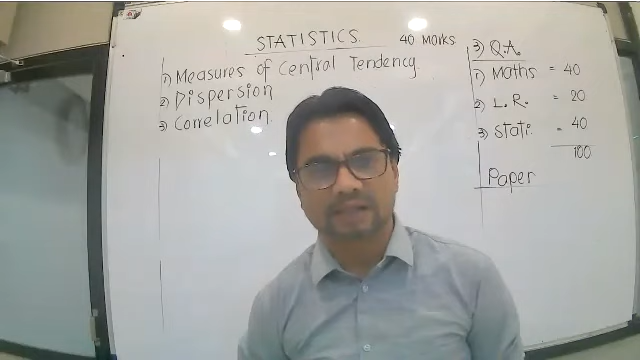 STATISTICS. 40 Marks
1) Measures of Central Tendency
2) Dispersion
3) Correlation.
3) Q.A.
1) Maths = 40
2) L.R. = 20
3) Stati. = 40
100
Paper